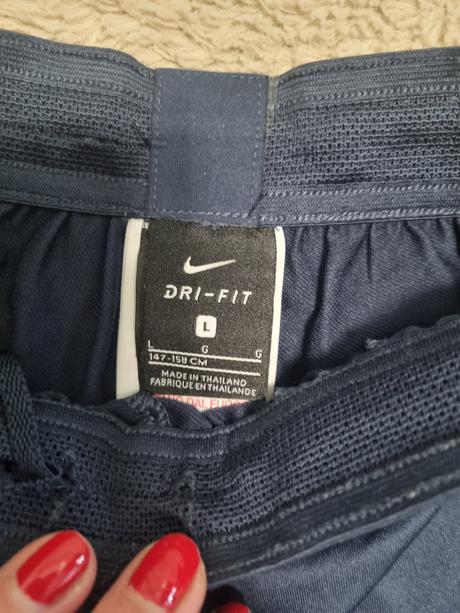 DRI-FIT
L
L G G
147-158 CM
MADE IN THAILAND
FABRIQUE EN THAILANDE